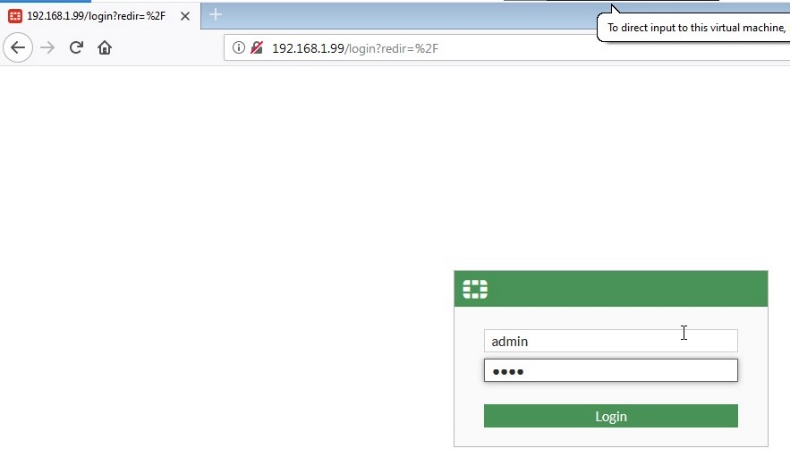 192.168.1.99/login?redir=%2F
To direct input to this virtual machine,
192.168.1.99/login?redir=%2F
admin
••••
Login